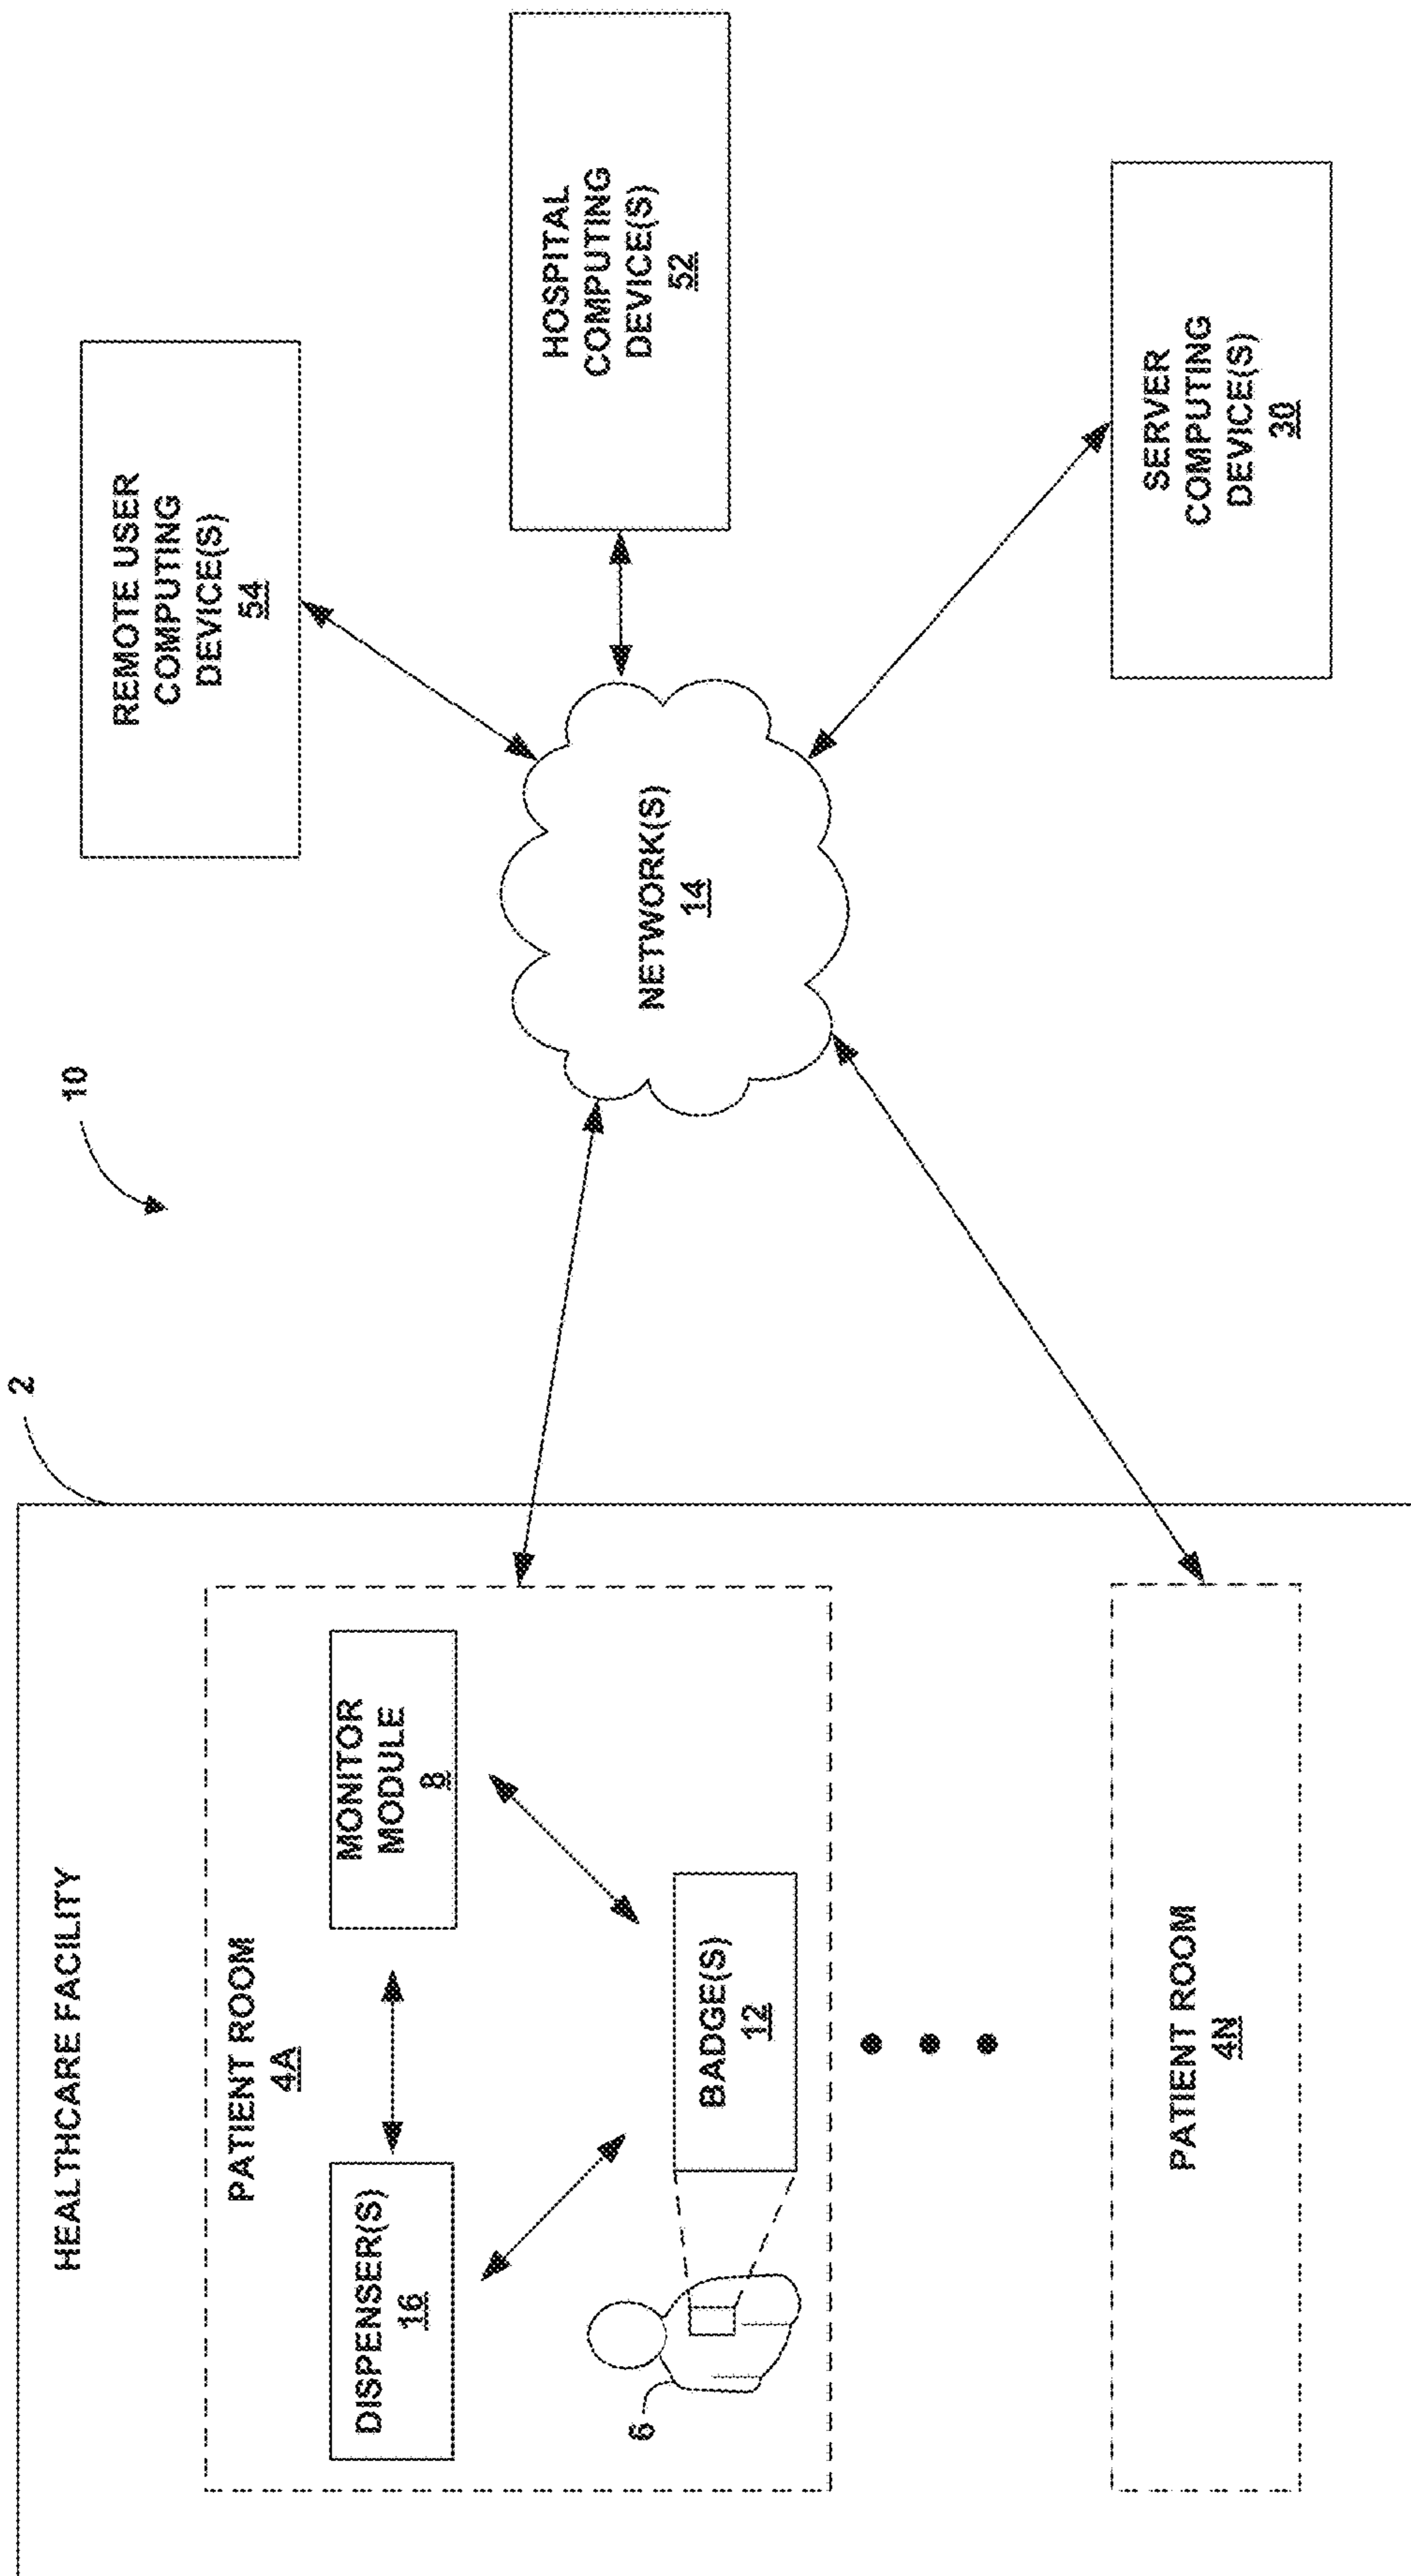 10
2
HEALTHCARE FACILITY
PATIENT ROOM
4A
DISPENSER(S)
16
MONITOR
MODULE
8
6
BADGE(S)
12
PATIENT ROOM
4N
NETWORK(S)
14
REMOTE USER
COMPUTING
DEVICE(S)
54
HOSPITAL
COMPUTING
DEVICE(S)
52
SERVER
COMPUTING
DEVICE(S)
30